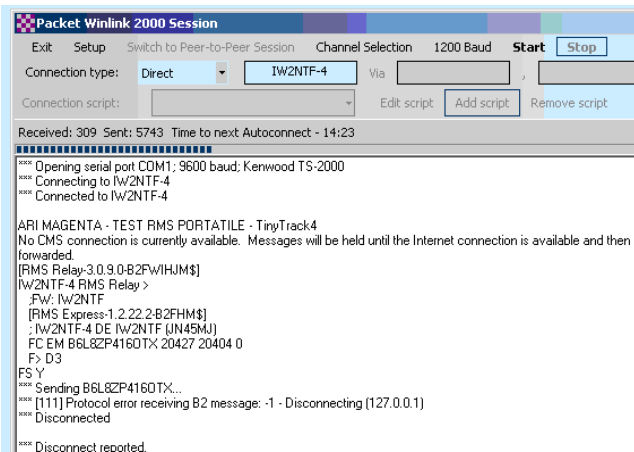 Packet Winlink 2000 Session
Exit Setup Switch to Peer-to-Peer Session Channel Selection 1200 Baud Start Stop
Connection type: Direct IW2NTF-4 Via ,
Connection script: Edit script Add script Remove script
Received: 309 Sent: 5743 Time to next Autoconnect - 14:23
*** Opening serial port COM1; 9600 baud; Kenwood TS-2000
*** Connecting to IW2NTF-4
*** Connected to IW2NTF-4
ARI MAGENTA - TEST RMS PORTATILE - TinyTrack4
No CMS connection is currently available. Messages will be held until the Internet connection is available and then
forwarded.
[RMS Relay-3.0.9.0-B2FWIHJM$]
IW2NTF-4 RMS Relay >
;FW: IW2NTF
[RMS Express-1.2.22.2-B2FHM$]
; IW2NTF-4 DE IW2NTF (JN45MJ)
FC EM B6L8ZP416OTX 20427 20404 0
F> D3
FS Y
*** Sending B6L8ZP416OTX...
*** [111] Protocol error receiving B2 message: -1 - Disconnecting (127.0.0.1)
*** Disconnected
*** Disconnect reported.